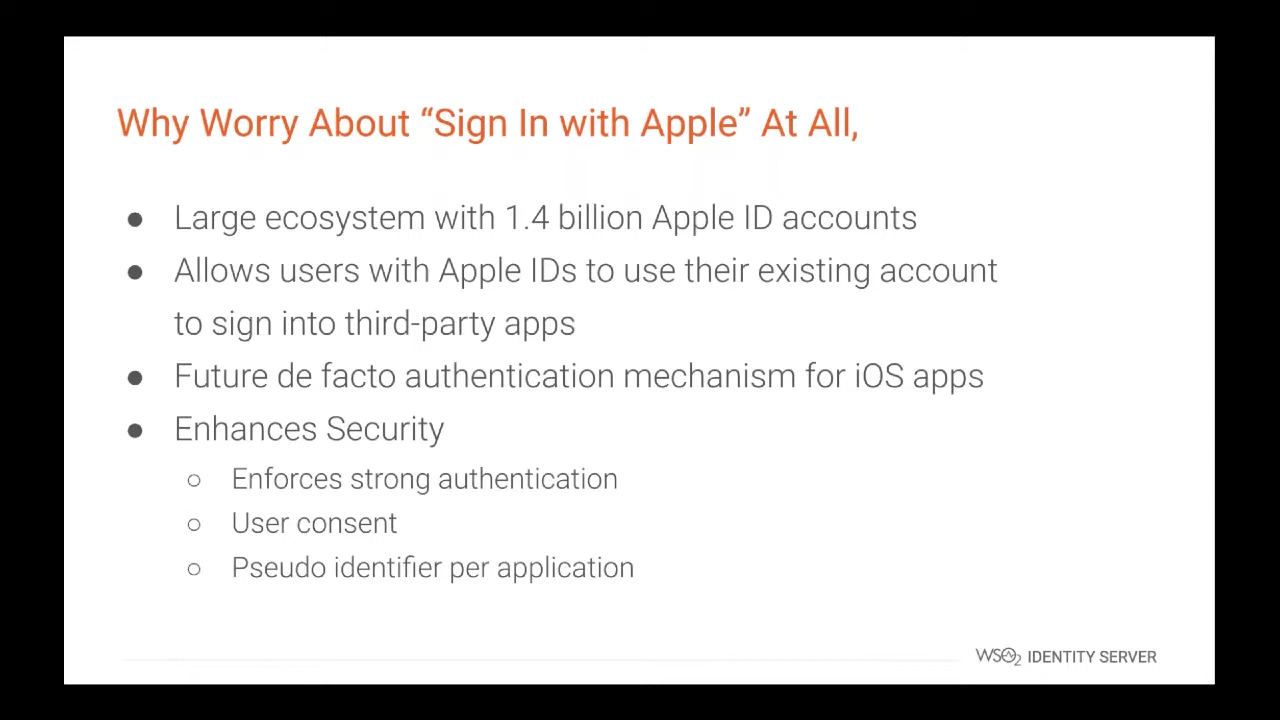 Why Worry About “Sign In with Apple” At All,
● Large ecosystem with 1.4 billion Apple ID accounts
● Allows users with Apple IDs to use their existing account
to sign into third-party apps
● Future de facto authentication mechanism for iOS apps
● Enhances Security
○ Enforces strong authentication
○ User consent
○ Pseudo identifier per application
WSO2 IDENTITY SERVER